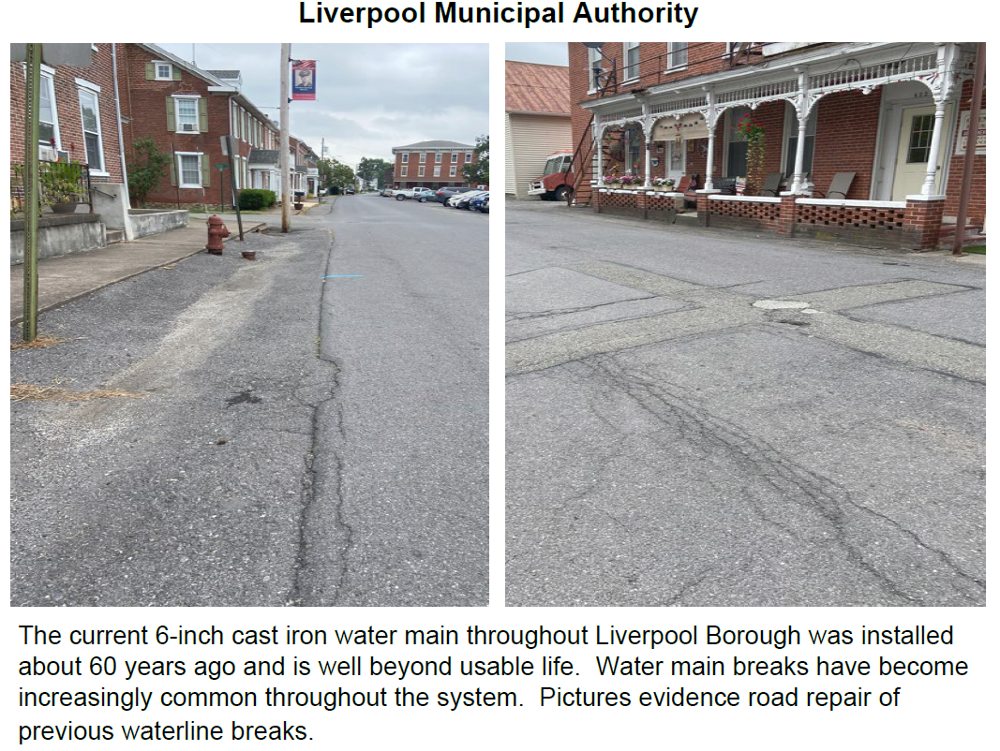 Liverpool Municipal Authority
The current 6-inch cast iron water main throughout Liverpool Borough was installed
about 60 years ago and is well beyond usable life.  Water main breaks have become
increasingly common throughout the system.  Pictures evidence road repair of
previous waterline breaks.